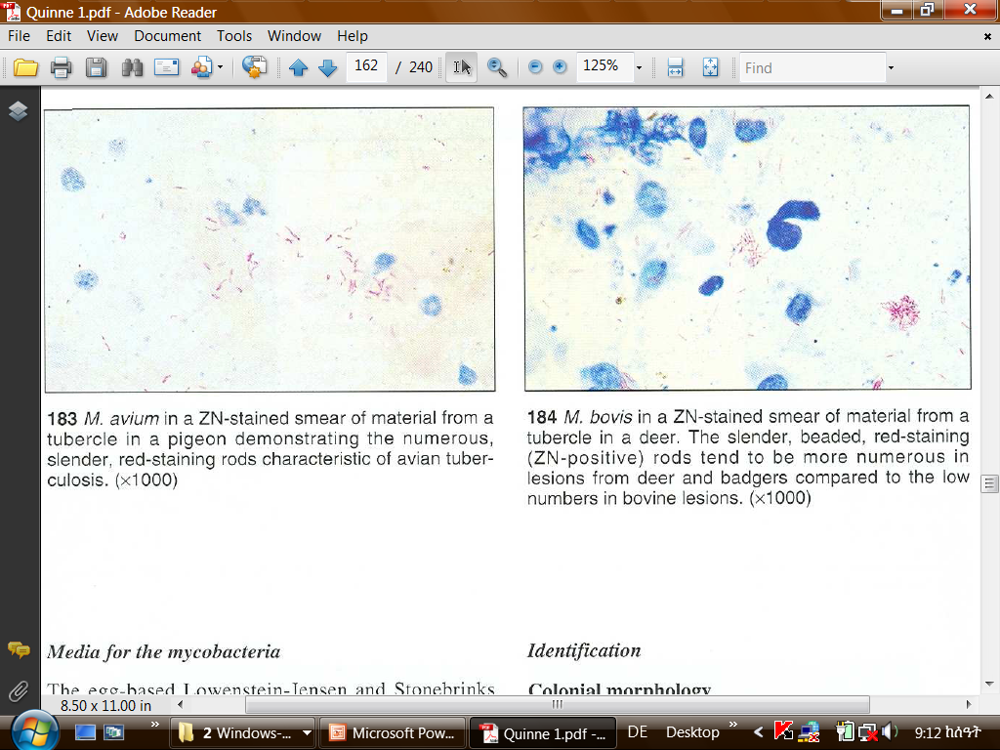 Quinne 1.pdf - Adobe Reader
File Edit View Document Tools Window Help
162 / 240 125% Find
183 M. avium in a ZN-stained smear of material from a
tubercle in a pigeon demonstrating the numerous,
slender, red-staining rods characteristic of avian tuber-
culosis. (×1000)
184 M. bovis in a ZN-stained smear of material from a
tubercle in a deer. The slender, beaded, red-staining
(ZN-positive) rods tend to be more numerous in
lesions from deer and badgers compared to the low
numbers in bovine lesions. (×1000)
Media for the mycobacteria
The egg-based Lowenstein-Jensen and Stonebrinks
Identification
Colonial morphology
8.50 x 11.00 in
2 Windows-... Microsoft Pow... Quinne 1.pdf -... DE Desktop » 9:12 ከሰዓት